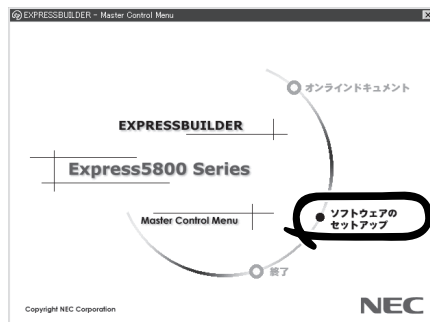 EXPRESSBUILDER - Master Control Menu
オンラインドキュメント
EXPRESSBUILDER
Express5800 Series
ソフトウェアの
セットアップ
Master Control Menu
終了
Copyright NEC Corporation
NEC